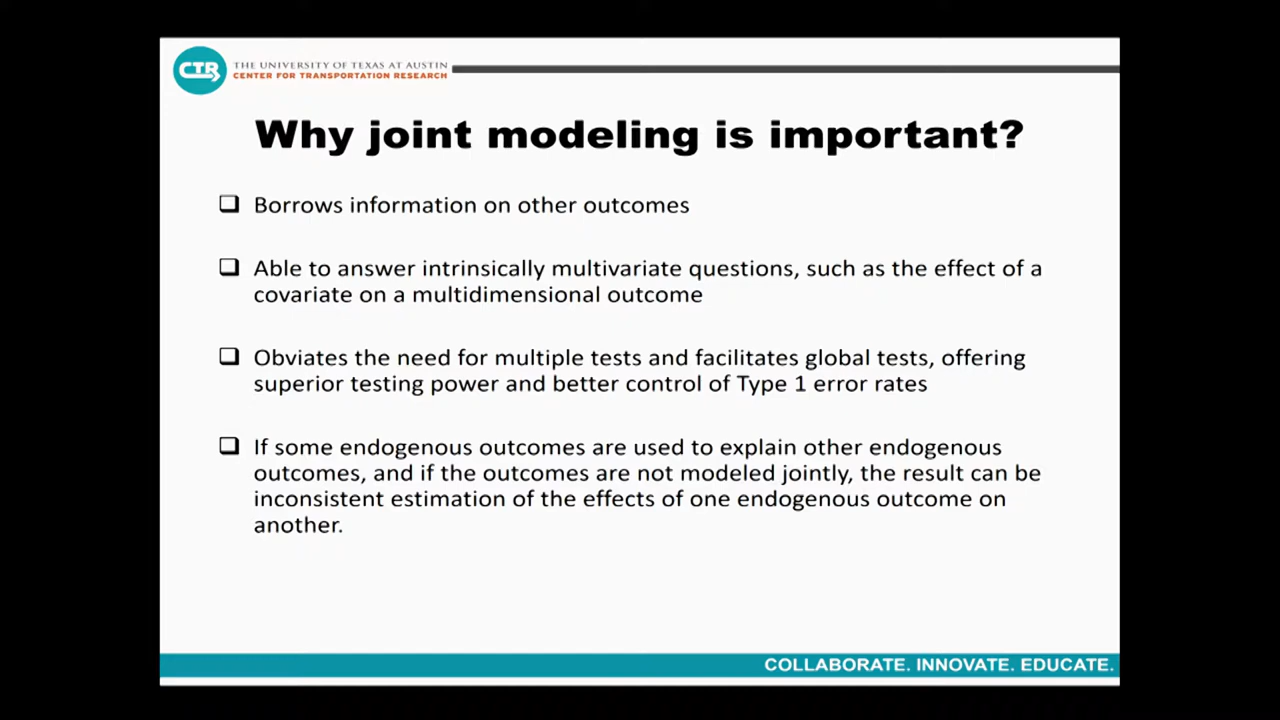 CTR
THE UNIVERSITY OF TEXAS AT AUSTIN
CENTER FOR TRANSPORTATION RESEARCH
Why joint modeling is important?
Borrows information on other outcomes
Able to answer intrinsically multivariate questions, such as the effect of a
covariate on a multidimensional outcome
Obviates the need for multiple tests and facilitates global tests, offering
superior testing power and better control of Type 1 error rates
If some endogenous outcomes are used to explain other endogenous
outcomes, and if the outcomes are not modeled jointly, the result can be
inconsistent estimation of the effects of one endogenous outcome on
another.
COLLABORATE. INNOVATE. EDUCATE.